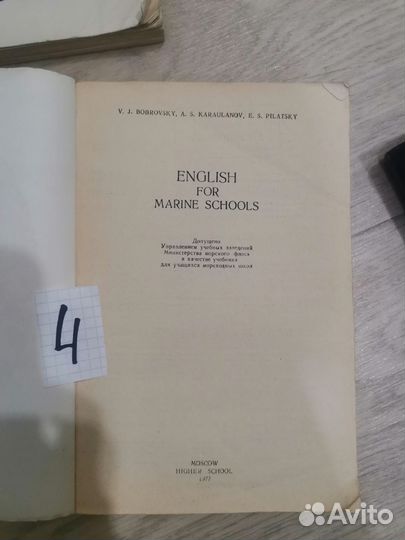 V. J. BOBROVSKY, A. S. KARAULANOV, E. S. PILATSKY
ENGLISH
FOR
MARINE SCHOOLS
Допущено
Управлением учебных заведений
Министерства морского флота
в качестве учебника
для учащихся мореходных школ
4
MOSCOW
HIGHER SCHOOL
Avito